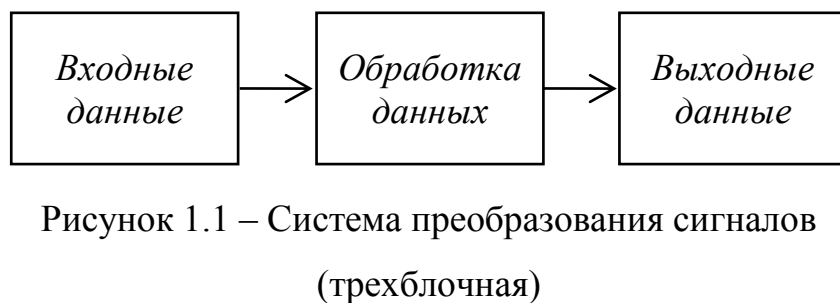 Входные
данные
Обработка
данных
Выходные
данные
Рисунок 1.1 – Система преобразования сигналов
(трехблочная)